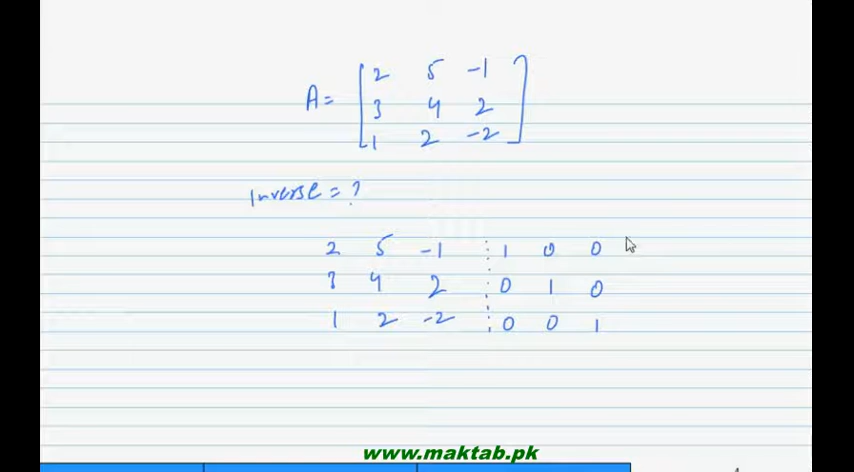 A = [ 2 5 -1
3 4 2
1 2 -2 ]
Inverse = ?
2 5 -1 ⋮ 1 0 0
3 4 2 ⋮ 0 1 0
1 2 -2 ⋮ 0 0 1
www.maktab.pk